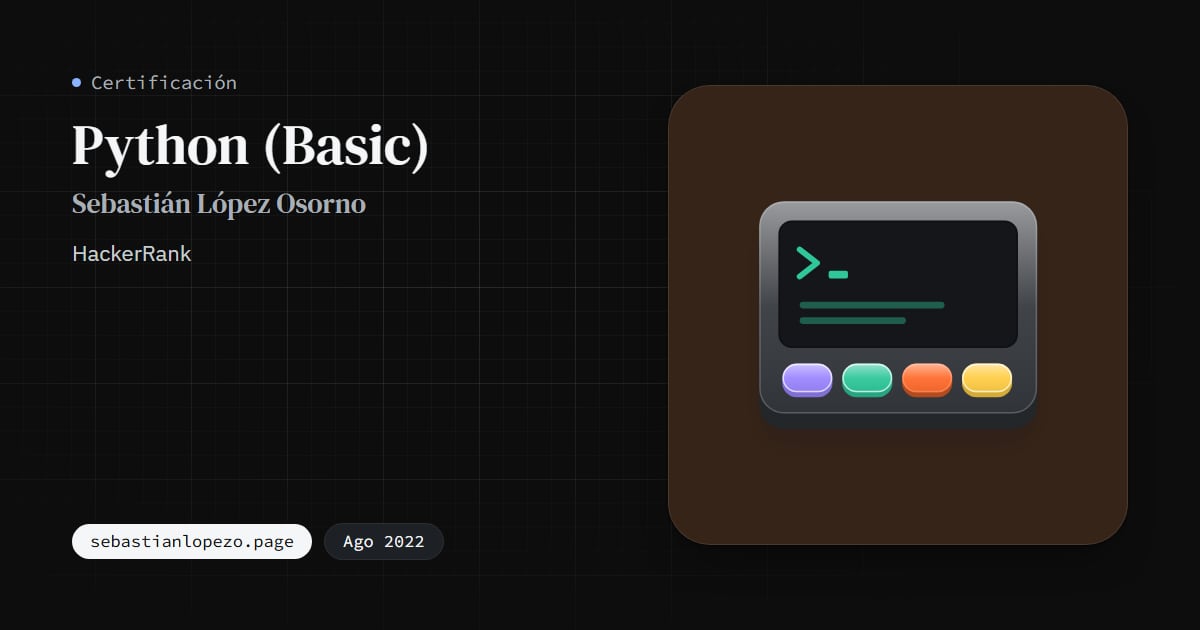 Certificación
Python (Basic)
Sebastián López Osorno
HackerRank
>_
sebastianlopezo.page
Ago 2022